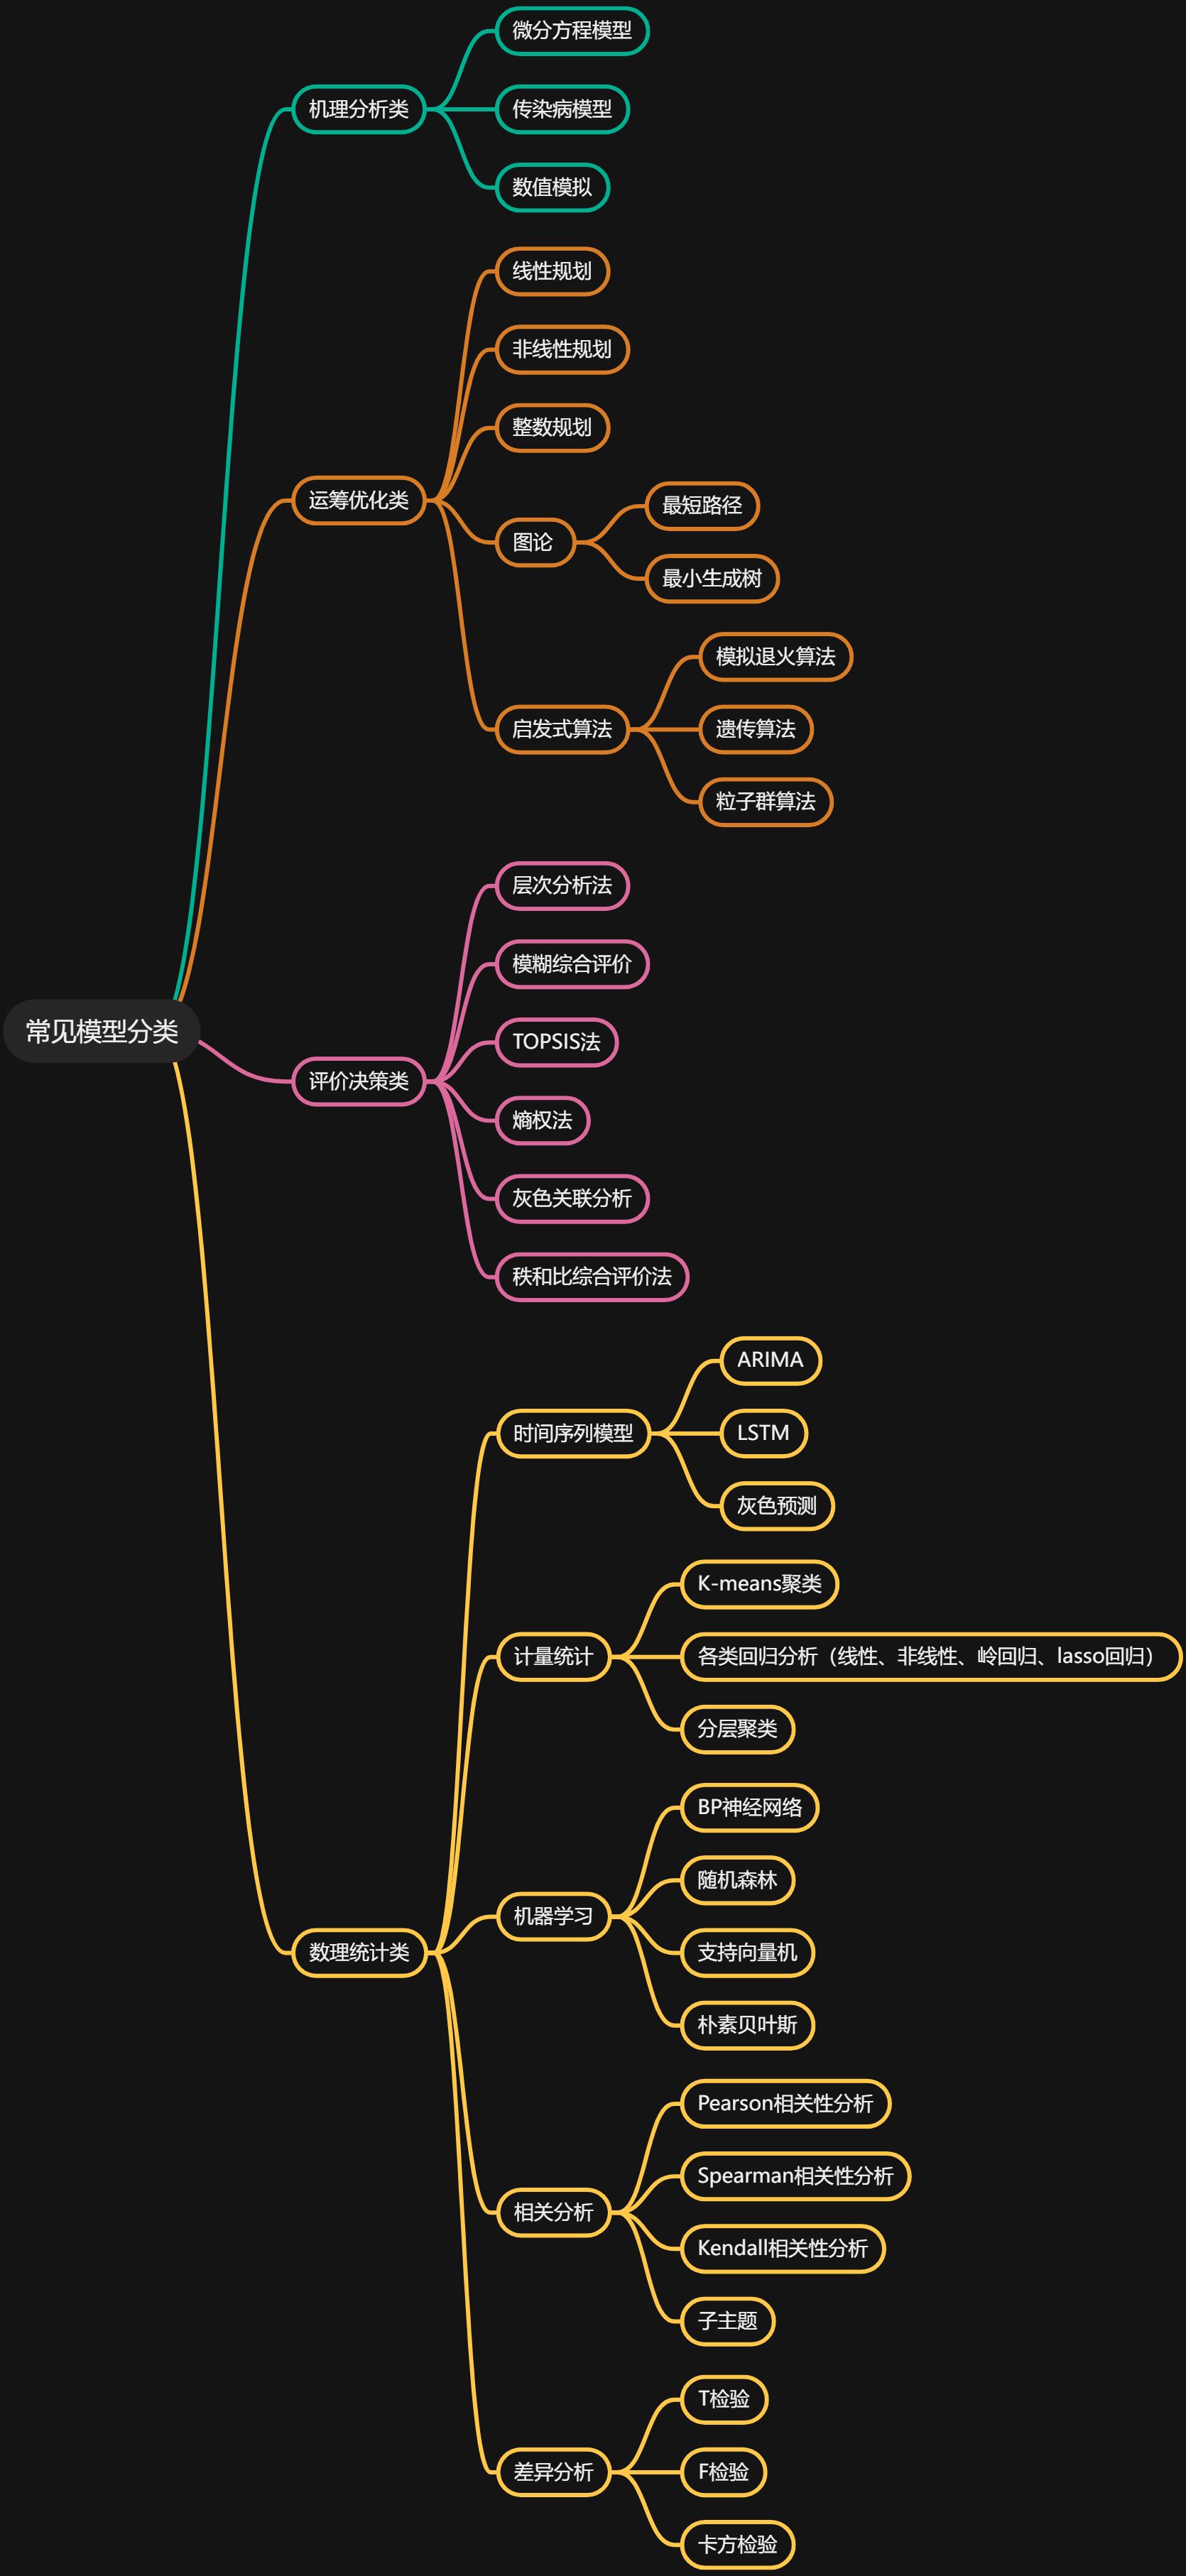 常见模型分类
机理分析类
微分方程模型
传染病模型
数值模拟
运筹优化类
线性规划
非线性规划
整数规划
图论
最短路径
最小生成树
启发式算法
模拟退火算法
遗传算法
粒子群算法
评价决策类
层次分析法
模糊综合评价
TOPSIS法
熵权法
灰色关联分析
秩和比综合评价法
数理统计类
时间序列模型
ARIMA
LSTM
灰色预测
计量统计
K-means聚类
各类回归分析（线性、非线性、岭回归、lasso回归）
分层聚类
机器学习
BP神经网络
随机森林
支持向量机
朴素贝叶斯
相关分析
Pearson相关性分析
Spearman相关性分析
Kendall相关性分析
子主题
差异分析
T检验
F检验
卡方检验